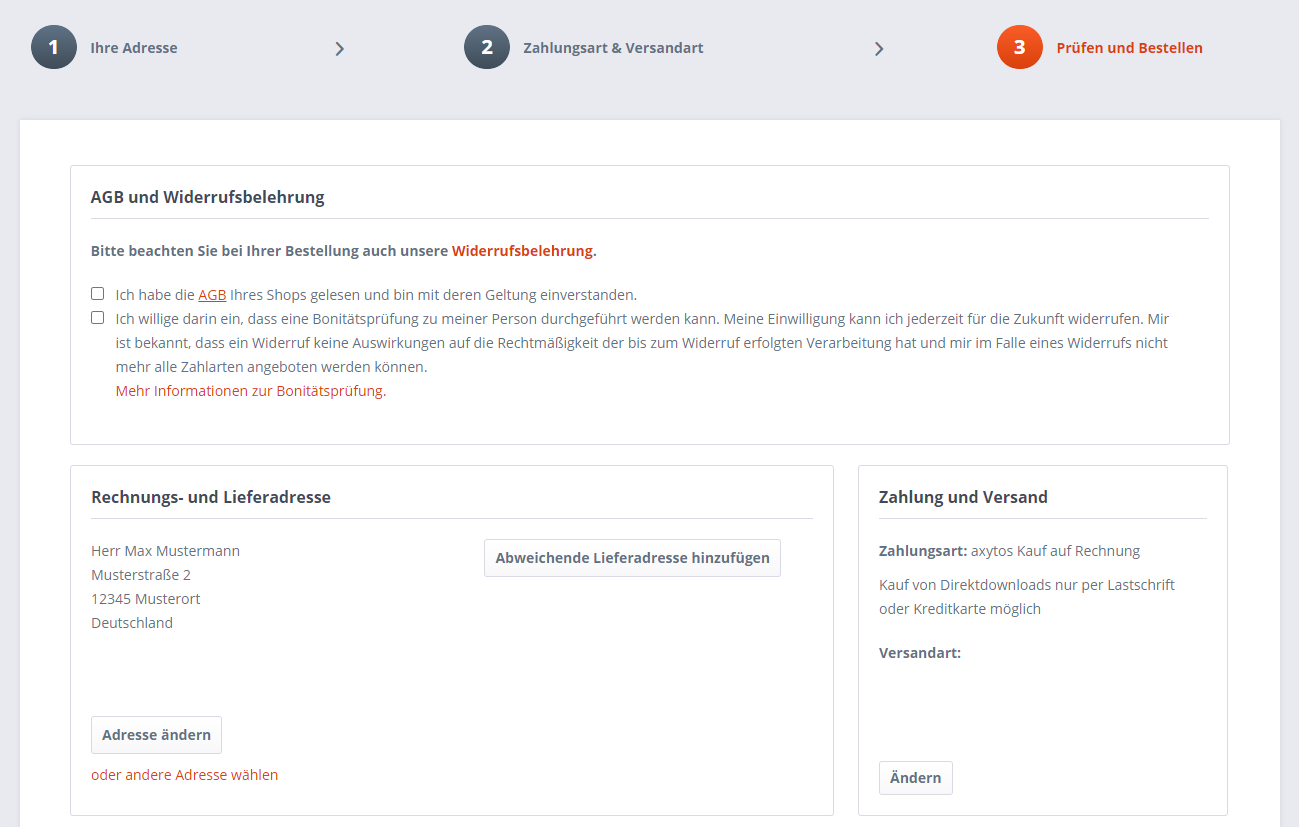 1 Ihre Adresse 2 Zahlungsart & Versandart 3 Prüfen und Bestellen
AGB und Widerrufsbelehrung
Bitte beachten Sie bei Ihrer Bestellung auch unsere Widerrufsbelehrung.
Ich habe die AGB Ihres Shops gelesen und bin mit deren Geltung einverstanden.
Ich willige darin ein, dass eine Bonitätsprüfung zu meiner Person durchgeführt werden kann. Meine Einwilligung kann ich jederzeit für die Zukunft widerrufen. Mir
ist bekannt, dass ein Widerruf keine Auswirkungen auf die Rechtmäßigkeit der bis zum Widerruf erfolgten Verarbeitung hat und mir im Falle eines Widerrufs nicht
mehr alle Zahlarten angeboten werden können.
Mehr Informationen zur Bonitätsprüfung.
Rechnungs- und Lieferadresse
Herr Max Mustermann
Musterstraße 2
12345 Musterort
Deutschland
Abweichende Lieferadresse hinzufügen
Adresse ändern
oder andere Adresse wählen
Zahlung und Versand
Zahlungsart: axytos Kauf auf Rechnung
Kauf von Direktdownloads nur per Lastschrift
oder Kreditkarte möglich
Versandart:
Ändern